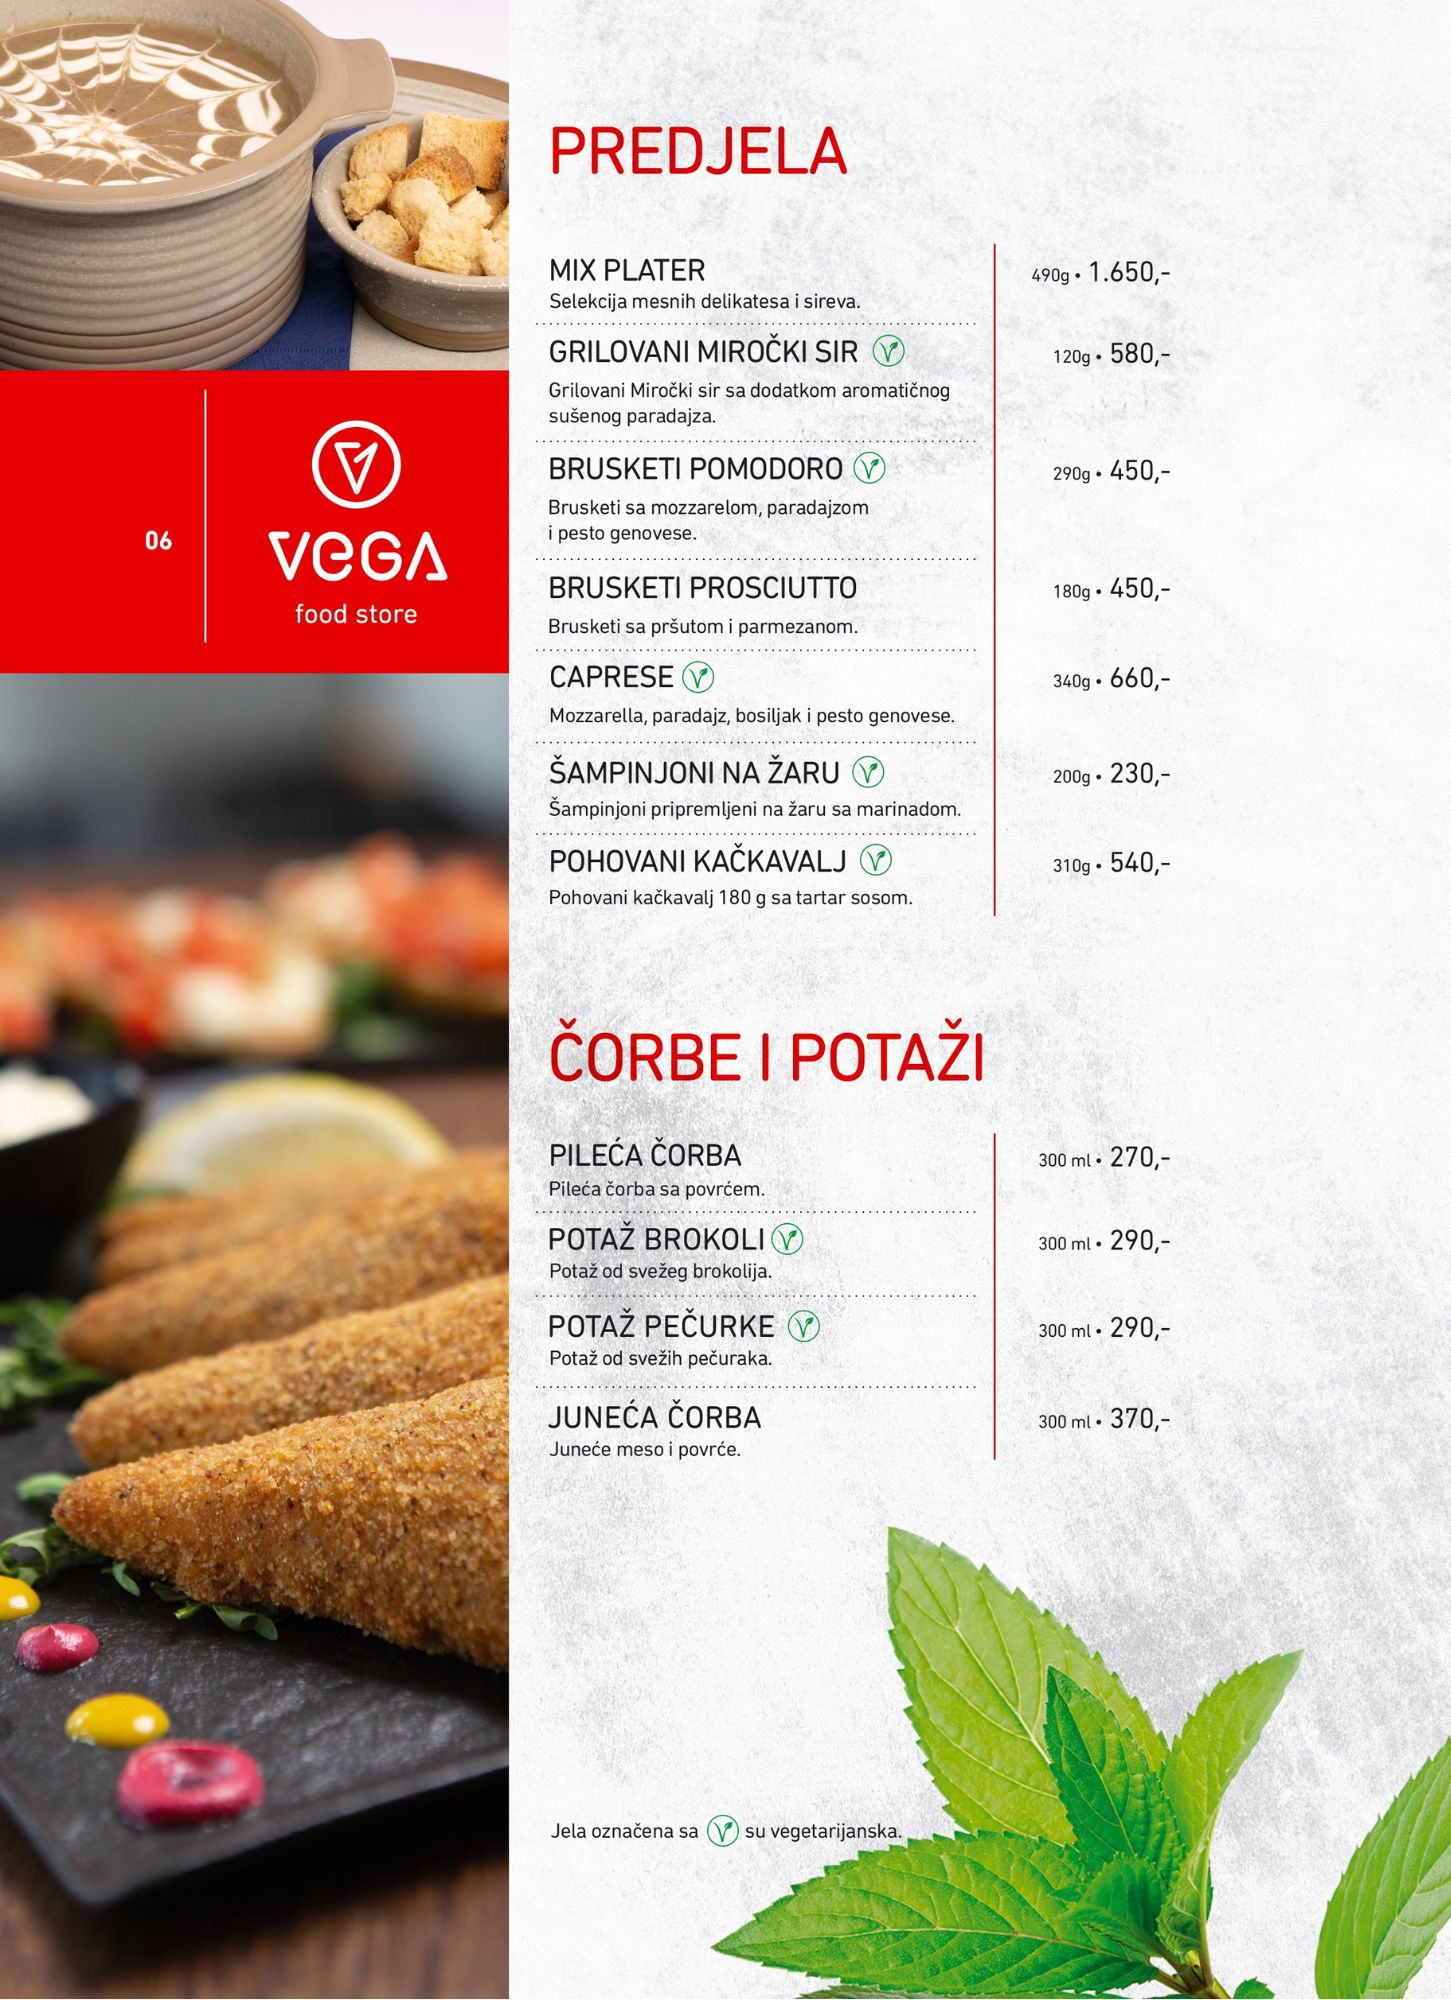 PREDJELA
MIX PLATER 490g • 1.650,-
Selekcija mesnih delikatesa i sireva.
GRILOVANI MIROČKI SIR 120g • 580,-
Grilovani Miročki sir sa dodatkom aromatičnog
sušenog paradajza.
BRUSKETI POMODORO 290g • 450,-
Brusketi sa mozzarelom, paradajzom
i pesto genovese.
BRUSKETI PROSCIUTTO 180g • 450,-
Brusketi sa pršutom i parmezanom.
CAPRESE 340g • 660,-
Mozzarella, paradajz, bosiljak i pesto genovese.
ŠAMPINJONI NA ŽARU 200g • 230,-
Šampinjoni pripremljeni na žaru sa marinadom.
POHOVANI KAČKAVALJ 310g • 540,-
Pohovani kačkavalj 180 g sa tartar sosom.
ČORBE I POTAŽI
PILEĆA ČORBA 300 ml • 270,-
Pileća čorba sa povrćem.
POTAŽ BROKOLI 300 ml • 290,-
Potaž od svežeg brokolija.
POTAŽ PEČURKE 300 ml • 290,-
Potaž od svežih pečuraka.
JUNEĆA ČORBA 300 ml • 370,-
Juneće meso i povrće.
Jela označena sa V su vegetarijanska.
06
VEGA
food store